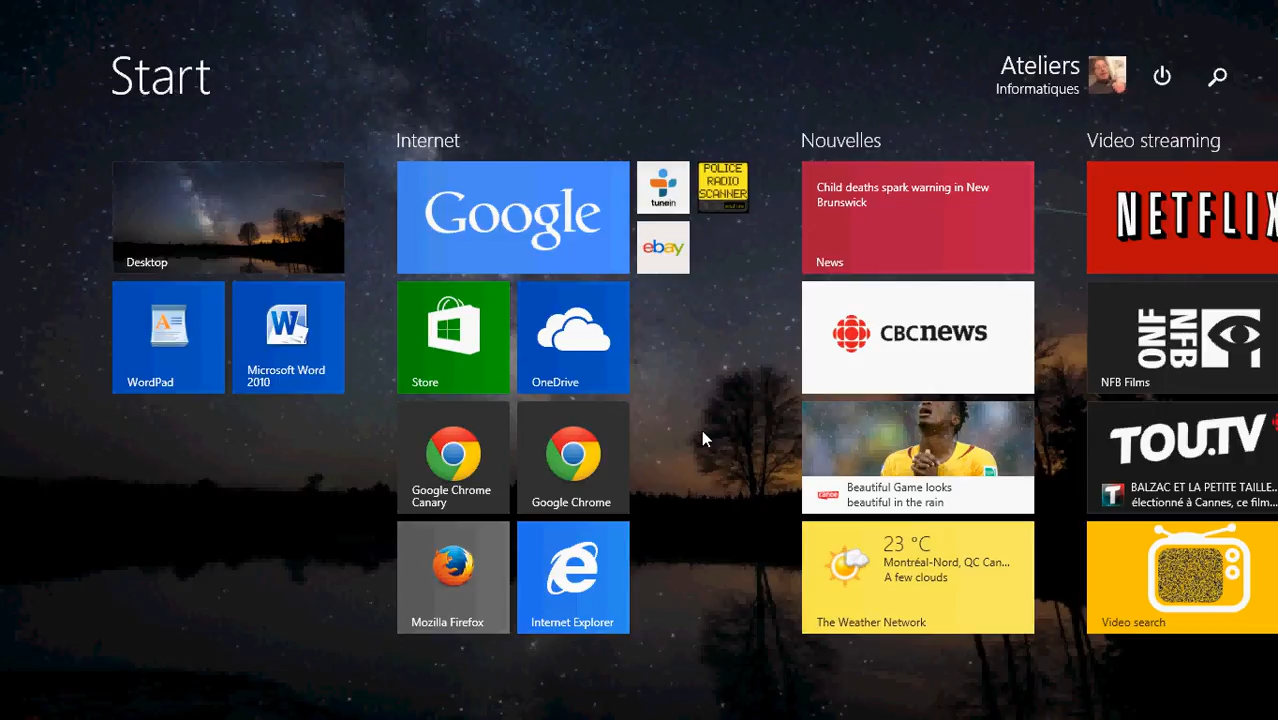 Start
Ateliers
Informatiques
Desktop
WordPad
W
Microsoft Word
2010
Internet
Google
tunein
POLICE
RADIO
SCANNER
ebay
Store
OneDrive
Google Chrome
Canary
Google Chrome
Mozilla Firefox
Internet Explorer
Nouvelles
Child deaths spark warning in New
Brunswick
News
CBCnews
canoe
Beautiful Game looks
beautiful in the rain
23 °C
Montréal-Nord, QC Can...
A few clouds
The Weather Network
Video streaming
NETFLIX
ONF
NFB
NFB Films
TOU.TV
T
BALZAC ET LA PETITE TAILLE...
électionné à Cannes, ce film...
Video search